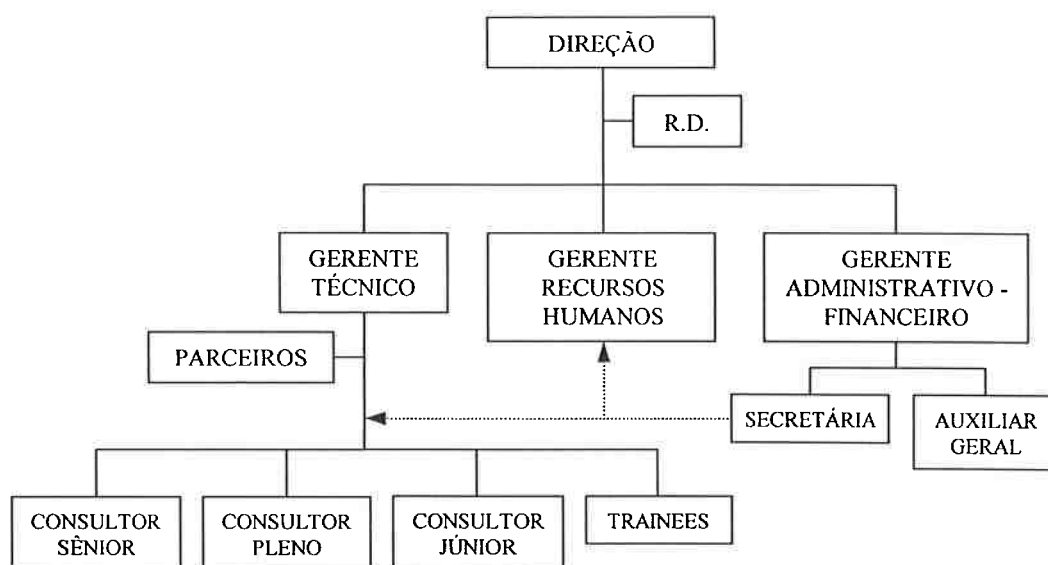 DIREÇÃO
R.D.
GERENTE
TÉCNICO
GERENTE
RECURSOS
HUMANOS
GERENTE
ADMINISTRATIVO -
FINANCEIRO
PARCEIROS
SECRETÁRIA
AUXILIAR
GERAL
CONSULTOR
SÊNIOR
CONSULTOR
PLENO
CONSULTOR
JÚNIOR
TRAINEES